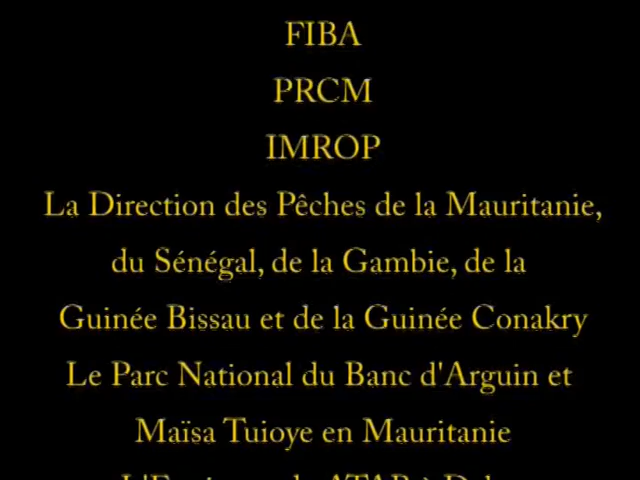 FIBA
PRCM
IMROP
La Direction des Pêches de la Mauritanie,
du Sénégal, de la Gambie, de la
Guinée Bissau et de la Guinée Conakry
Le Parc National du Banc d'Arguin et
Maïsa Tuioye en Mauritanie